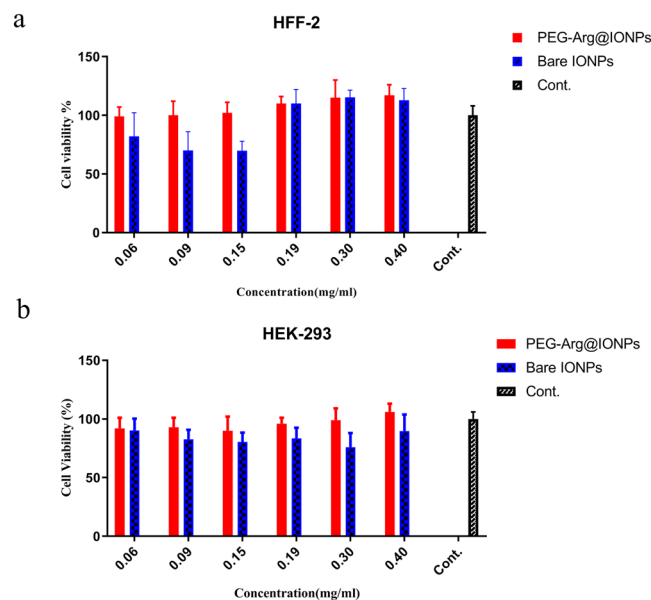 a
HFF-2
PEG-Arg@IONPs
Bare IONPs
Cont.
Cell viability %
150
100
50
0
0.06
0.09
0.15
0.19
0.30
0.40
Cont.
Concentration(mg/ml)
b
HEK-293
PEG-Arg@IONPs
Bare IONPs
Cont.
Cell Viability (%)
150
100
50
0
0.06
0.09
0.15
0.19
0.30
0.40
Cont.
Concentration(mg/ml)